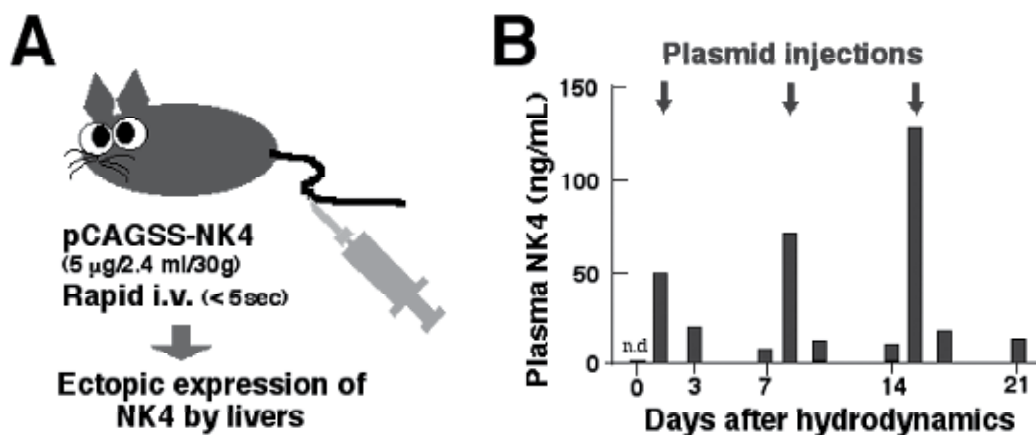 A
pCAGSS-NK4
(5 μg/2.4 ml/30g)
Rapid i.v. (< 5sec)
Ectopic expression of
NK4 by livers
B
Plasmid injections
Plasma NK4 (ng/mL)
150
100
50
0
n.d
0 3 7 14 21
Days after hydrodynamics